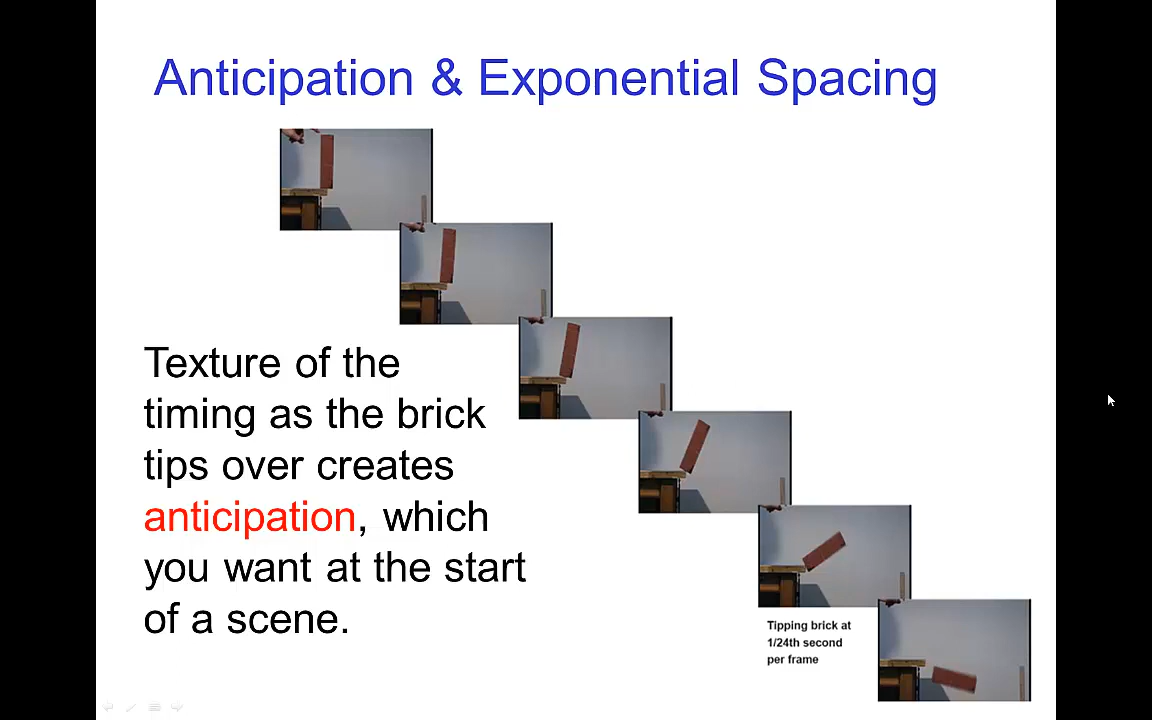 Anticipation & Exponential Spacing
Texture of the
timing as the brick
tips over creates
anticipation, which
you want at the start
of a scene.
Tipping brick at
1/24th second
per frame